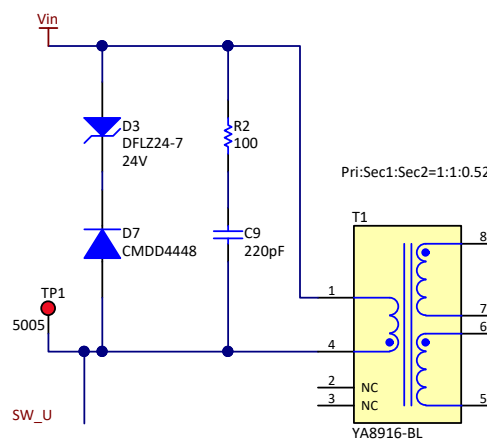 Vin
D3
DFLZ24-7
24V
R2
100
Pri:Sec1:Sec2=1:1:0.52
D7
CMDD4448
C9
220pF
T1
8
TP1
5005
1
7
6
4
2
NC
3
NC
5
SW_U
YA8916-BL